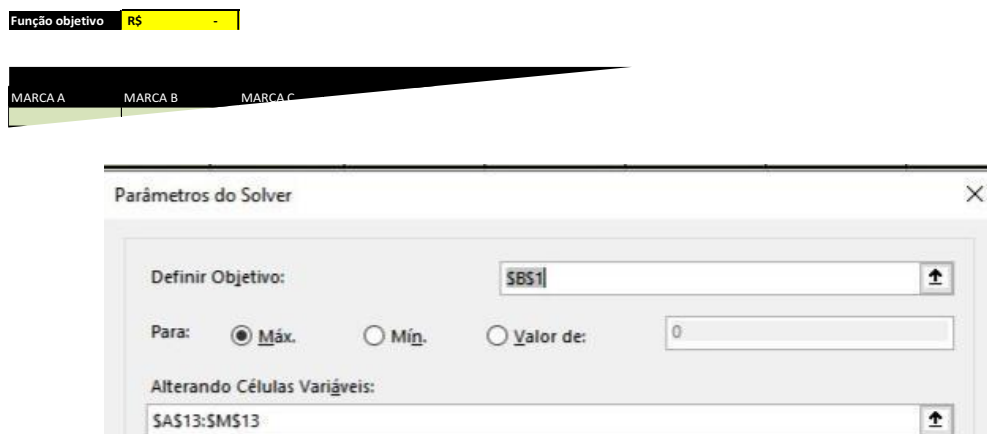 Função objetivo R$ -
MARCA A MARCA B MARCA C
Parâmetros do Solver
Definir Objetivo: $B$1
Para: Máx. Mín. Valor de: 0
Alterando Células Variáveis:
$A$13:$M$13